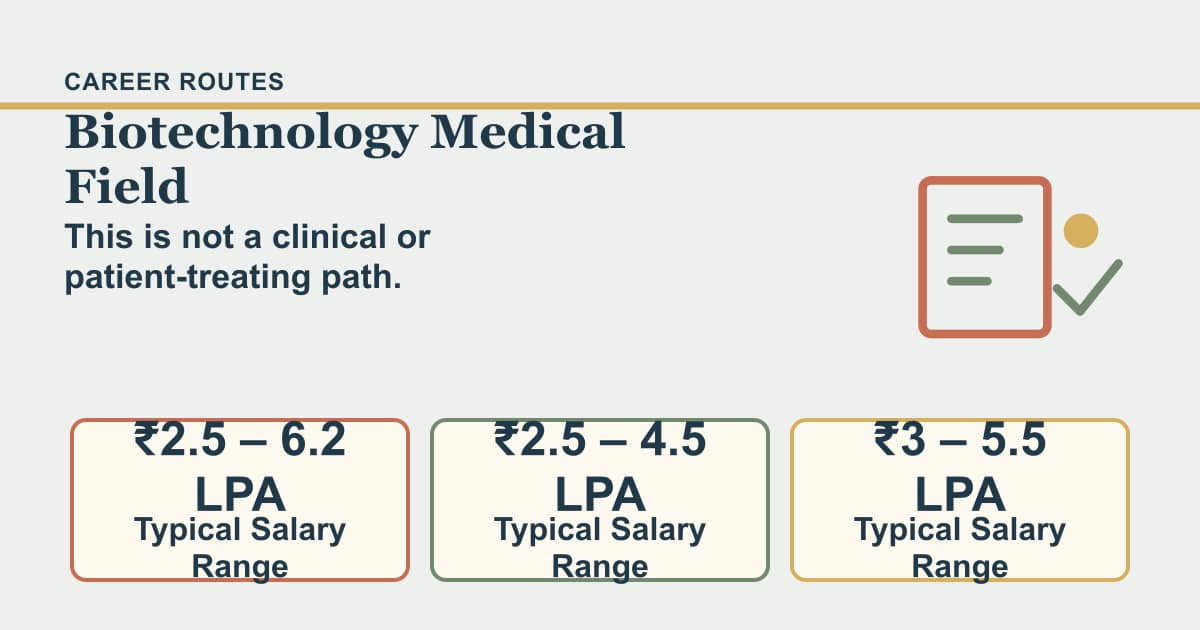 CAREER ROUTES
Biotechnology Medical
Field
This is not a clinical or
patient-treating path.
₹2.5 – 6.2
LPA
Typical Salary
Range
₹2.5 – 4.5
LPA
Typical Salary
Range
₹3 – 5.5
LPA
Typical Salary
Range